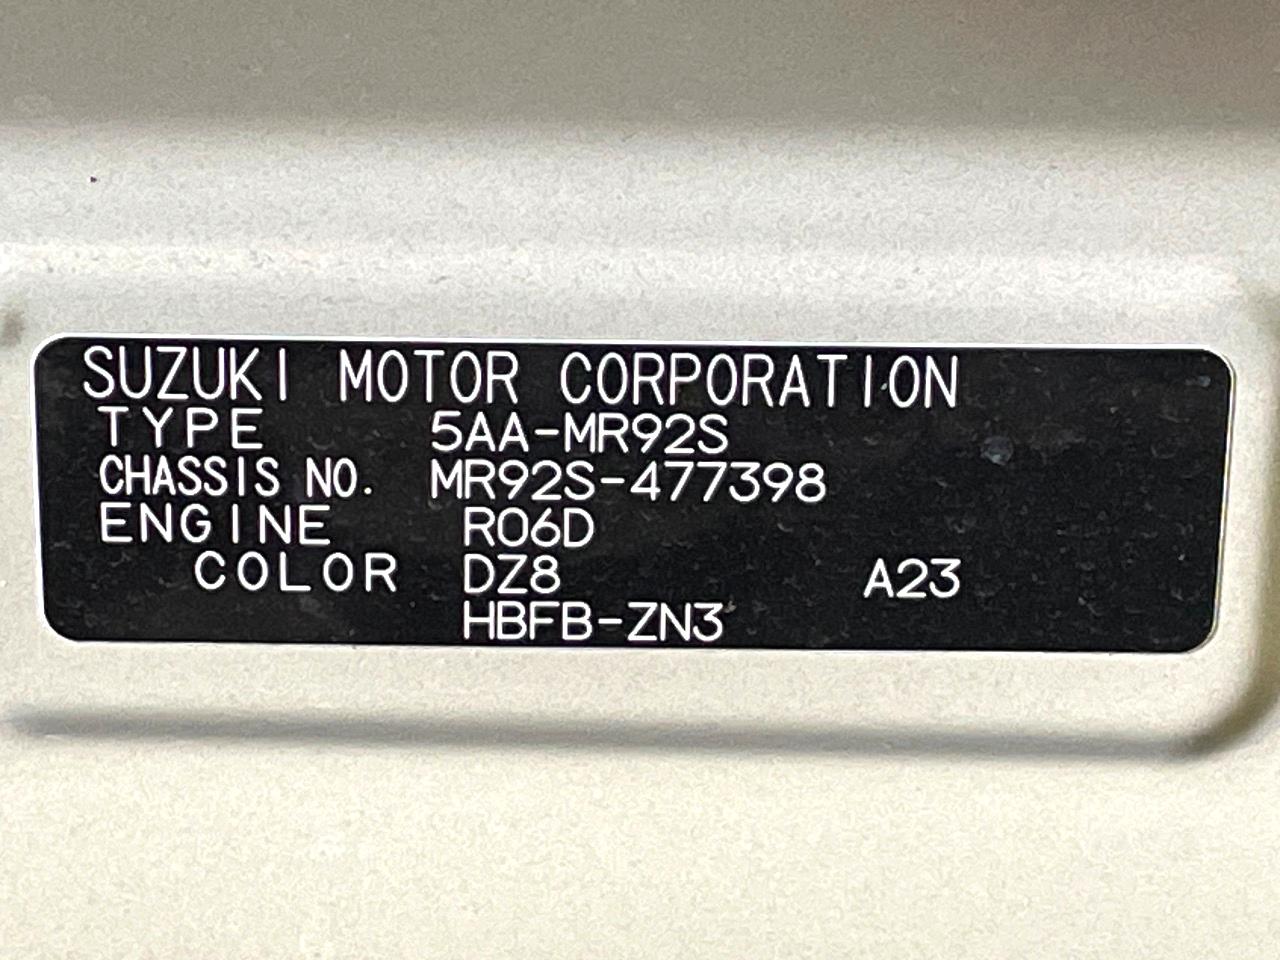 SUZUKI MOTOR CORPORATION
TYPE 5AA-MR92S
CHASSIS NO. MR92S-477398
ENGINE R06D
COLOR DZ8 A23
HBFB-ZN3